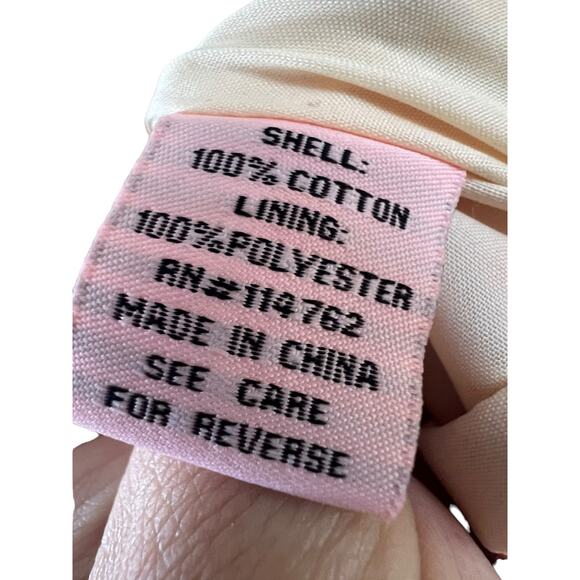 SHELL:
100% COTTON
LINING:
100% POLYESTER
RN# 114762
MADE IN CHINA
SEE CARE
FOR REVERSE